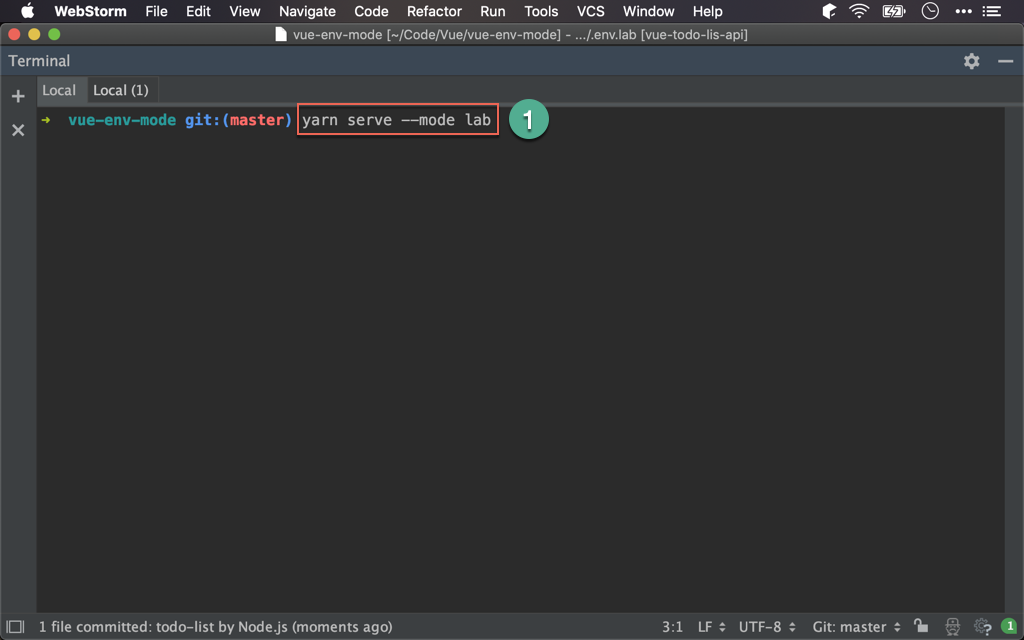 WebStorm File Edit View Navigate Code Refactor Run Tools VCS Window Help
vue-env-mode [~/Code/Vue/vue-env-mode] - .../.env.lab [vue-todo-lis-api]
Terminal
Local Local (1)
➜ vue-env-mode git:(master) yarn serve --mode lab 1
1 file committed: todo-list by Node.js (moments ago) 3:1 LF UTF-8 Git: master 1